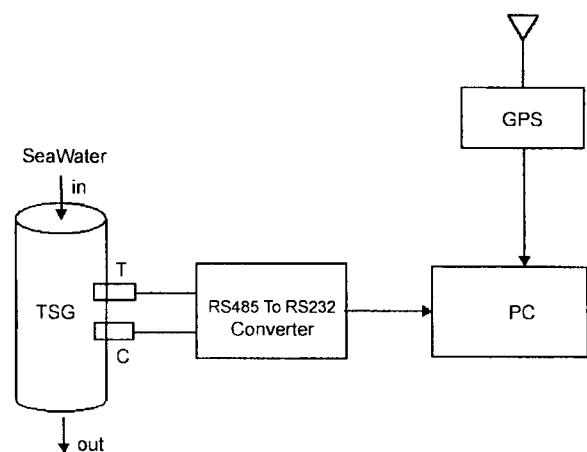 GPS
SeaWater
in
T
TSG
RS485 To RS232
Converter
PC
C
out